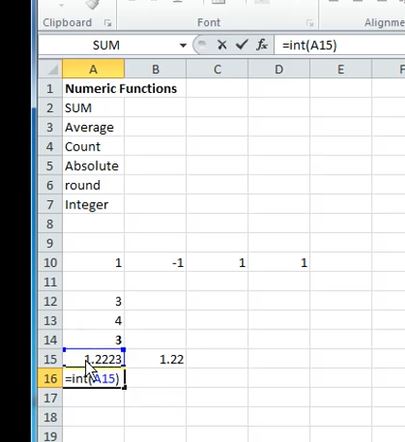 Clipboard Font Alignme
SUM fx =int(A15)
A B C D E F
1 Numeric Functions
2 SUM
3 Average
4 Count
5 Absolute
6 round
7 Integer
8
9
10 1 -1 1 1
11
12 3
13 4
14 3
15 1.2223 1.22
16 =int(A15)
17
18
19